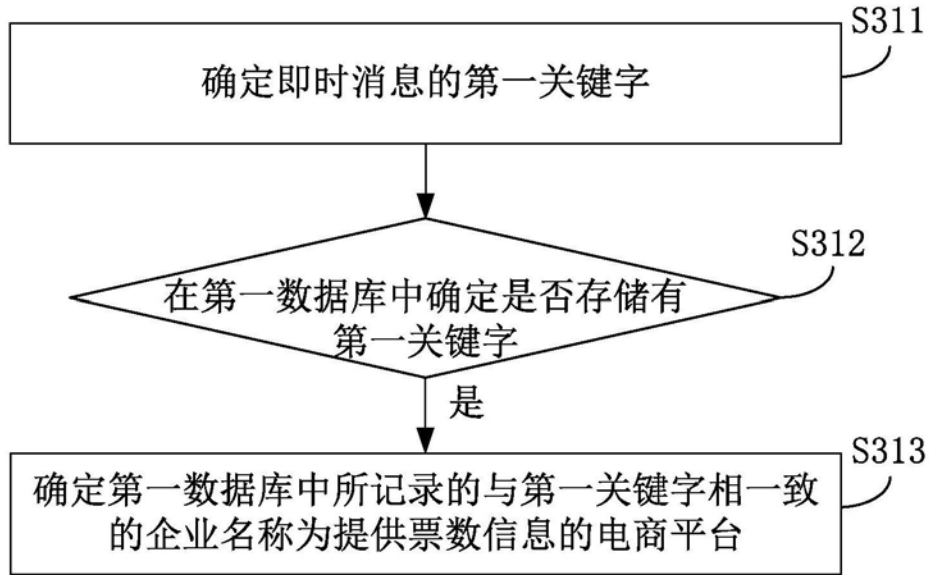 S311
确定即时消息的第一关键字
S312
在第一数据库中确定是否存储有
第一关键字
是
S313
确定第一数据库中所记录的与第一关键字相一致
的企业名称为提供票数信息的电商平台